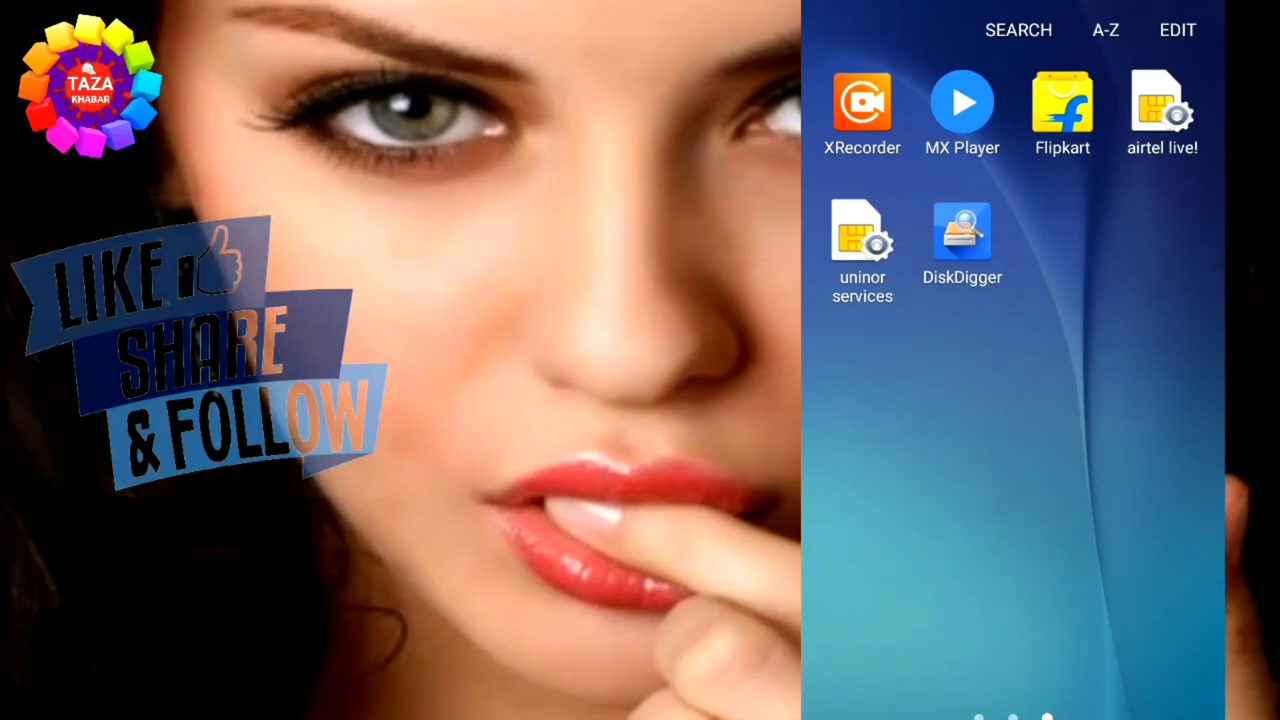 TAZA
KHABAR
LIKE
SHARE
& FOLLOW
SEARCH A-Z EDIT
XRecorder MX Player Flipkart airtel live!
uninor
services
DiskDigger